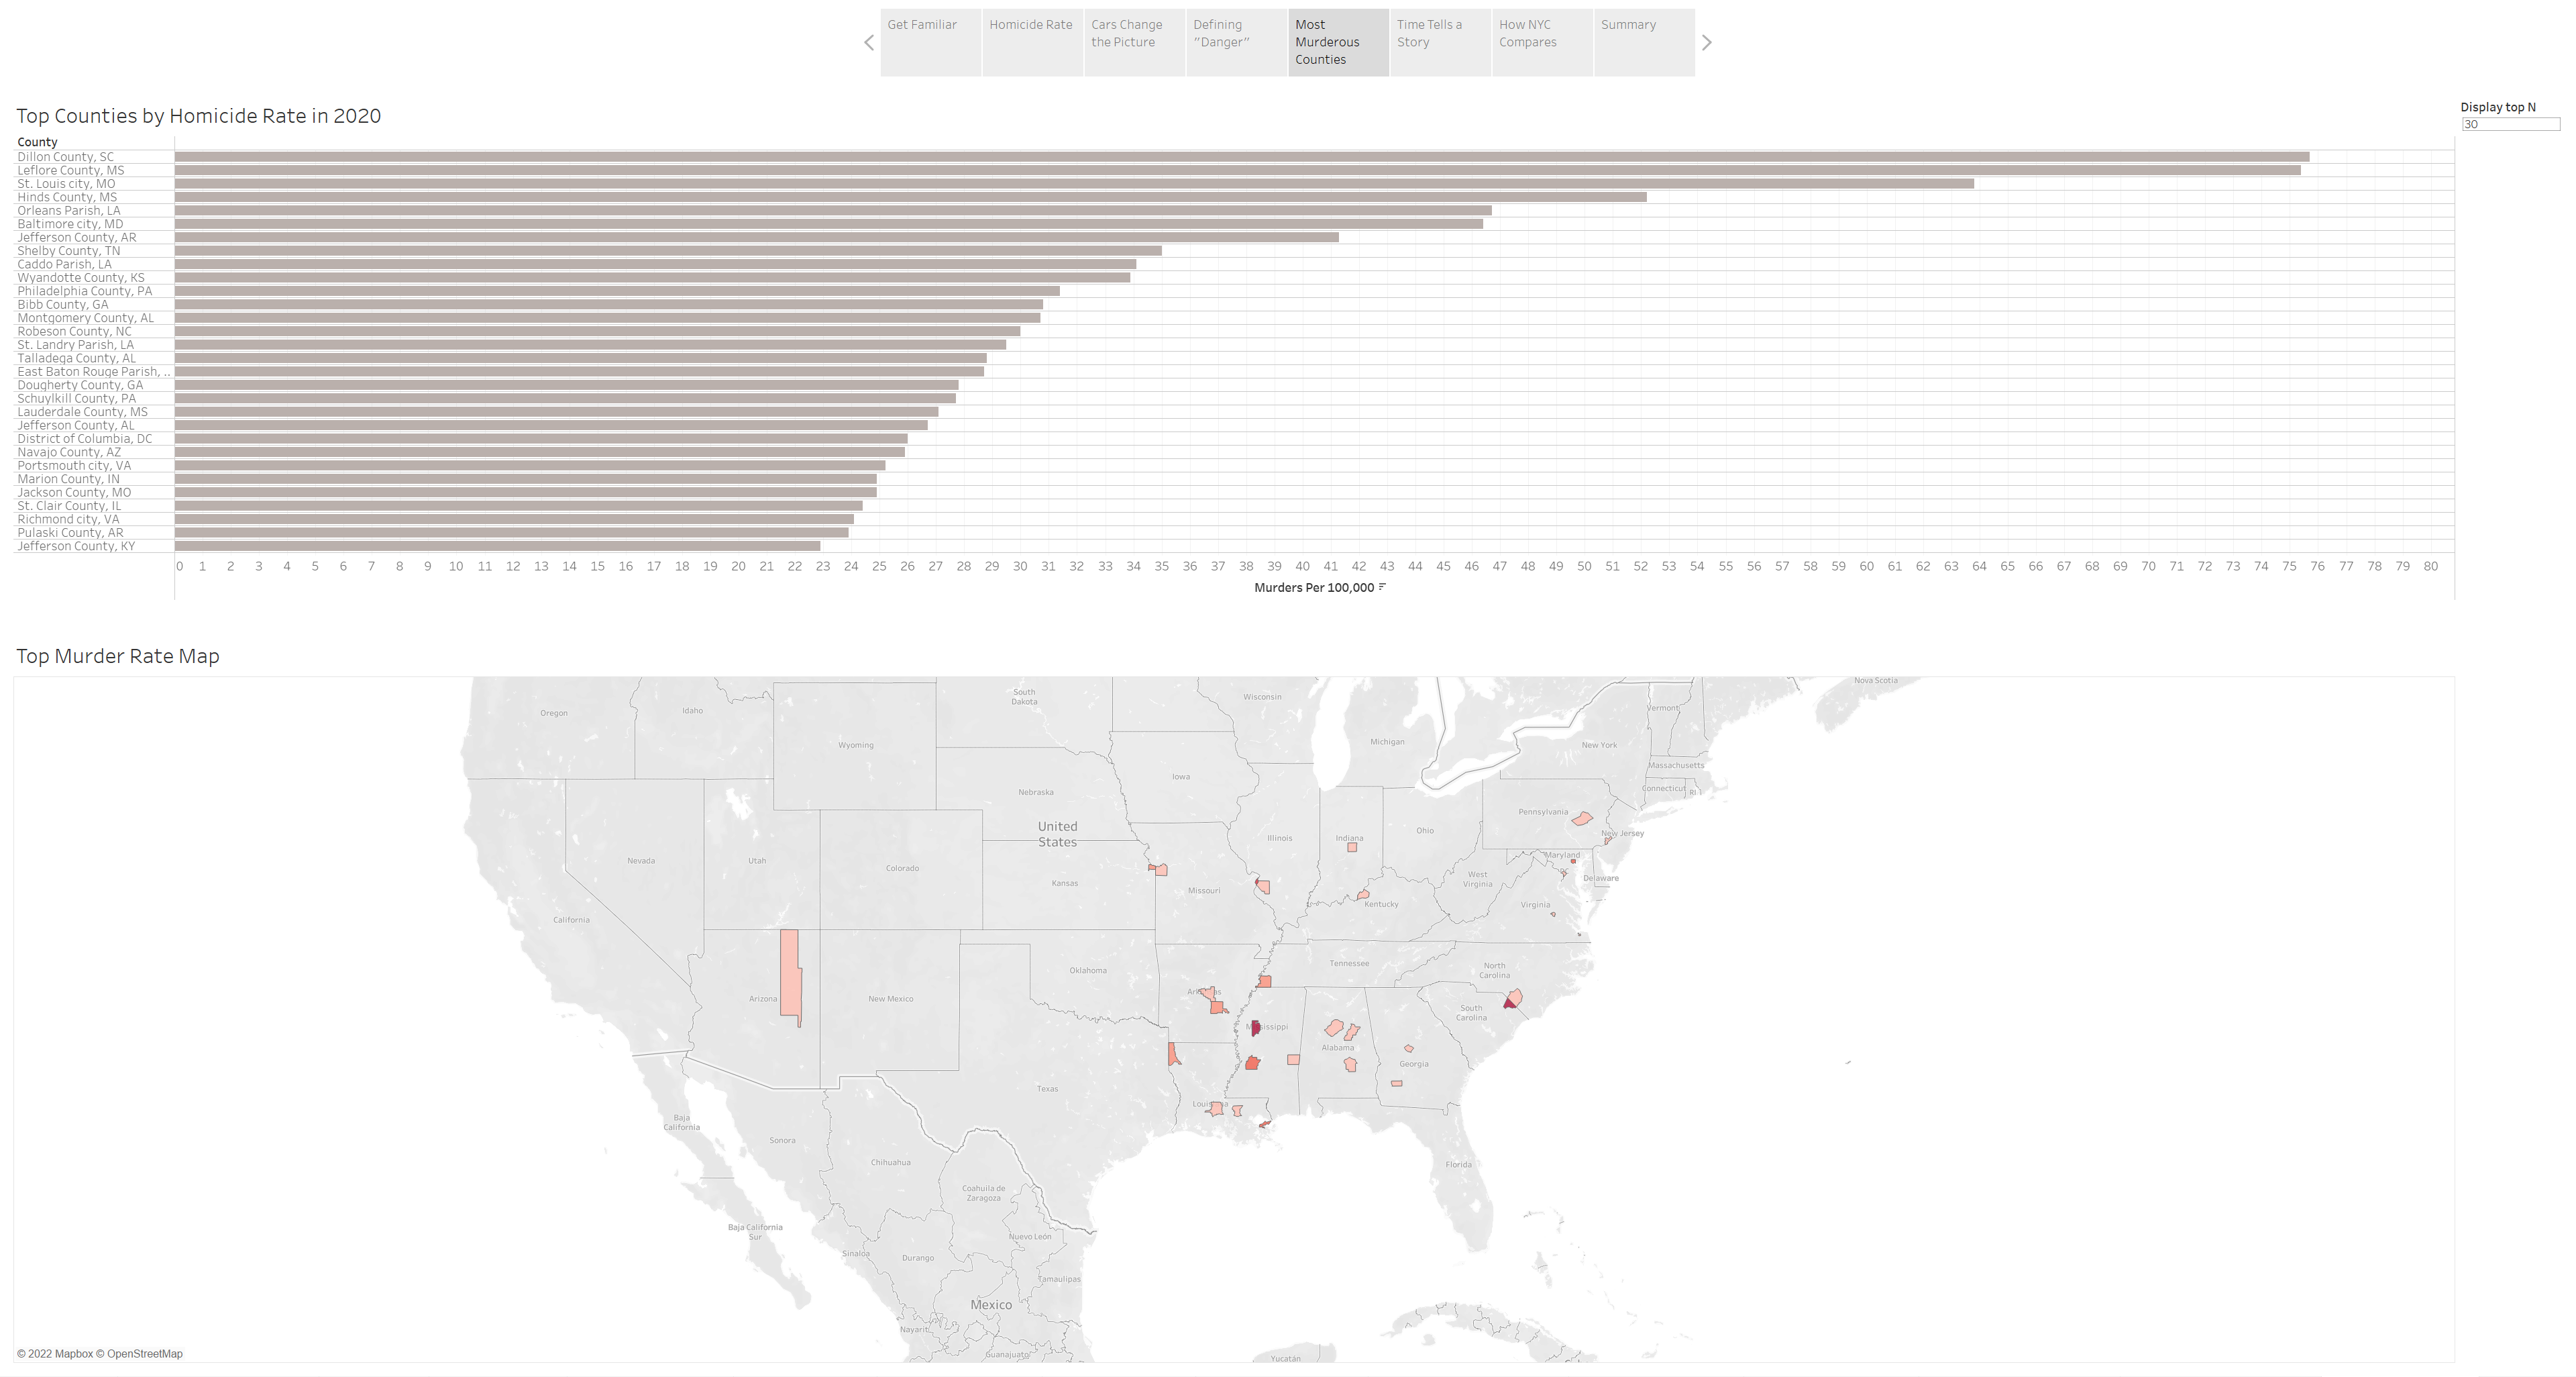 Get Familiar
Homicide Rate
Cars Change
the Picture
Defining
"Danger"
Most
Murderous
Counties
Time Tells a
Story
How NYC
Compares
Summary
Top Counties by Homicide Rate in 2020
Display top N
30
County
Dillon County, SC
Leflore County, MS
St. Louis city, MO
Hinds County, MS
Orleans Parish, LA
Baltimore city, MD
Jefferson County, AR
Shelby County, TN
Caddo Parish, LA
Wyandotte County, KS
Philadelphia County, PA
Bibb County, GA
Montgomery County, AL
Robeson County, NC
St. Landry Parish, LA
Talladega County, AL
East Baton Rouge Parish, ..
Dougherty County, GA
Schuylkill County, PA
Lauderdale County, MS
Jefferson County, AL
District of Columbia, DC
Navajo County, AZ
Portsmouth city, VA
Marion County, IN
Jackson County, MO
St. Clair County, IL
Richmond city, VA
Pulaski County, AR
Jefferson County, KY
0 1 2 3 4 5 6 7 8 9 10 11 12 13 14 15 16 17 18 19 20 21 22 23 24 25 26 27 28 29 30 31 32 33 34 35 36 37 38 39 40 41 42 43 44 45 46 47 48 49 50 51 52 53 54 55 56 57 58 59 60 61 62 63 64 65 66 67 68 69 70 71 72 73 74 75 76 77 78 79 80
Murders Per 100,000
Top Murder Rate Map
Nova Scotia
South
Dakota
Wisconsin
Oregon
Idaho
Vermont
Wyoming
Michigan
New York
Massachusetts
Iowa
Nebraska
Connecticut
RI
Pennsylvania
United
States
New Jersey
Ohio
Illinois
Indiana
Nevada
Utah
Maryland
Colorado
Kansas
Missouri
West
Virginia
DC
Delaware
Kentucky
Virginia
California
Tennessee
North
Carolina
Oklahoma
Arizona
New Mexico
South
Carolina
Alabama
Georgia
Texas
Baja
California
Sonora
Chihuahua
Florida
Coahuila de
Zaragoza
Baja California
Sur
Nuevo León
Sinaloa
Durango
Tamaulipas
Mexico
Nayarit
Guanajuato
Yucatán
© 2022 Mapbox © OpenStreetMap